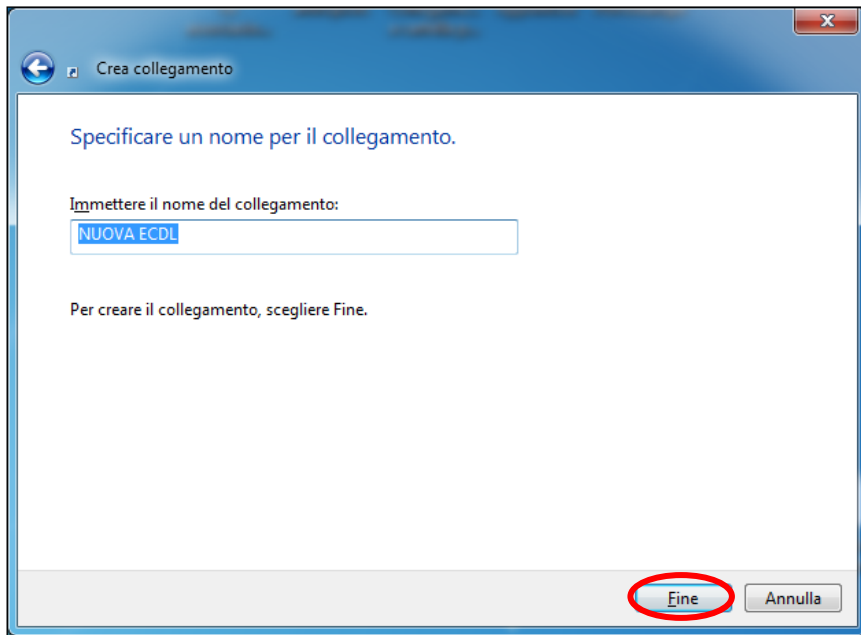 Crea collegamento
Specificare un nome per il collegamento.
Immettere il nome del collegamento:
NUOVA ECDL
Per creare il collegamento, scegliere Fine.
Fine
Annulla